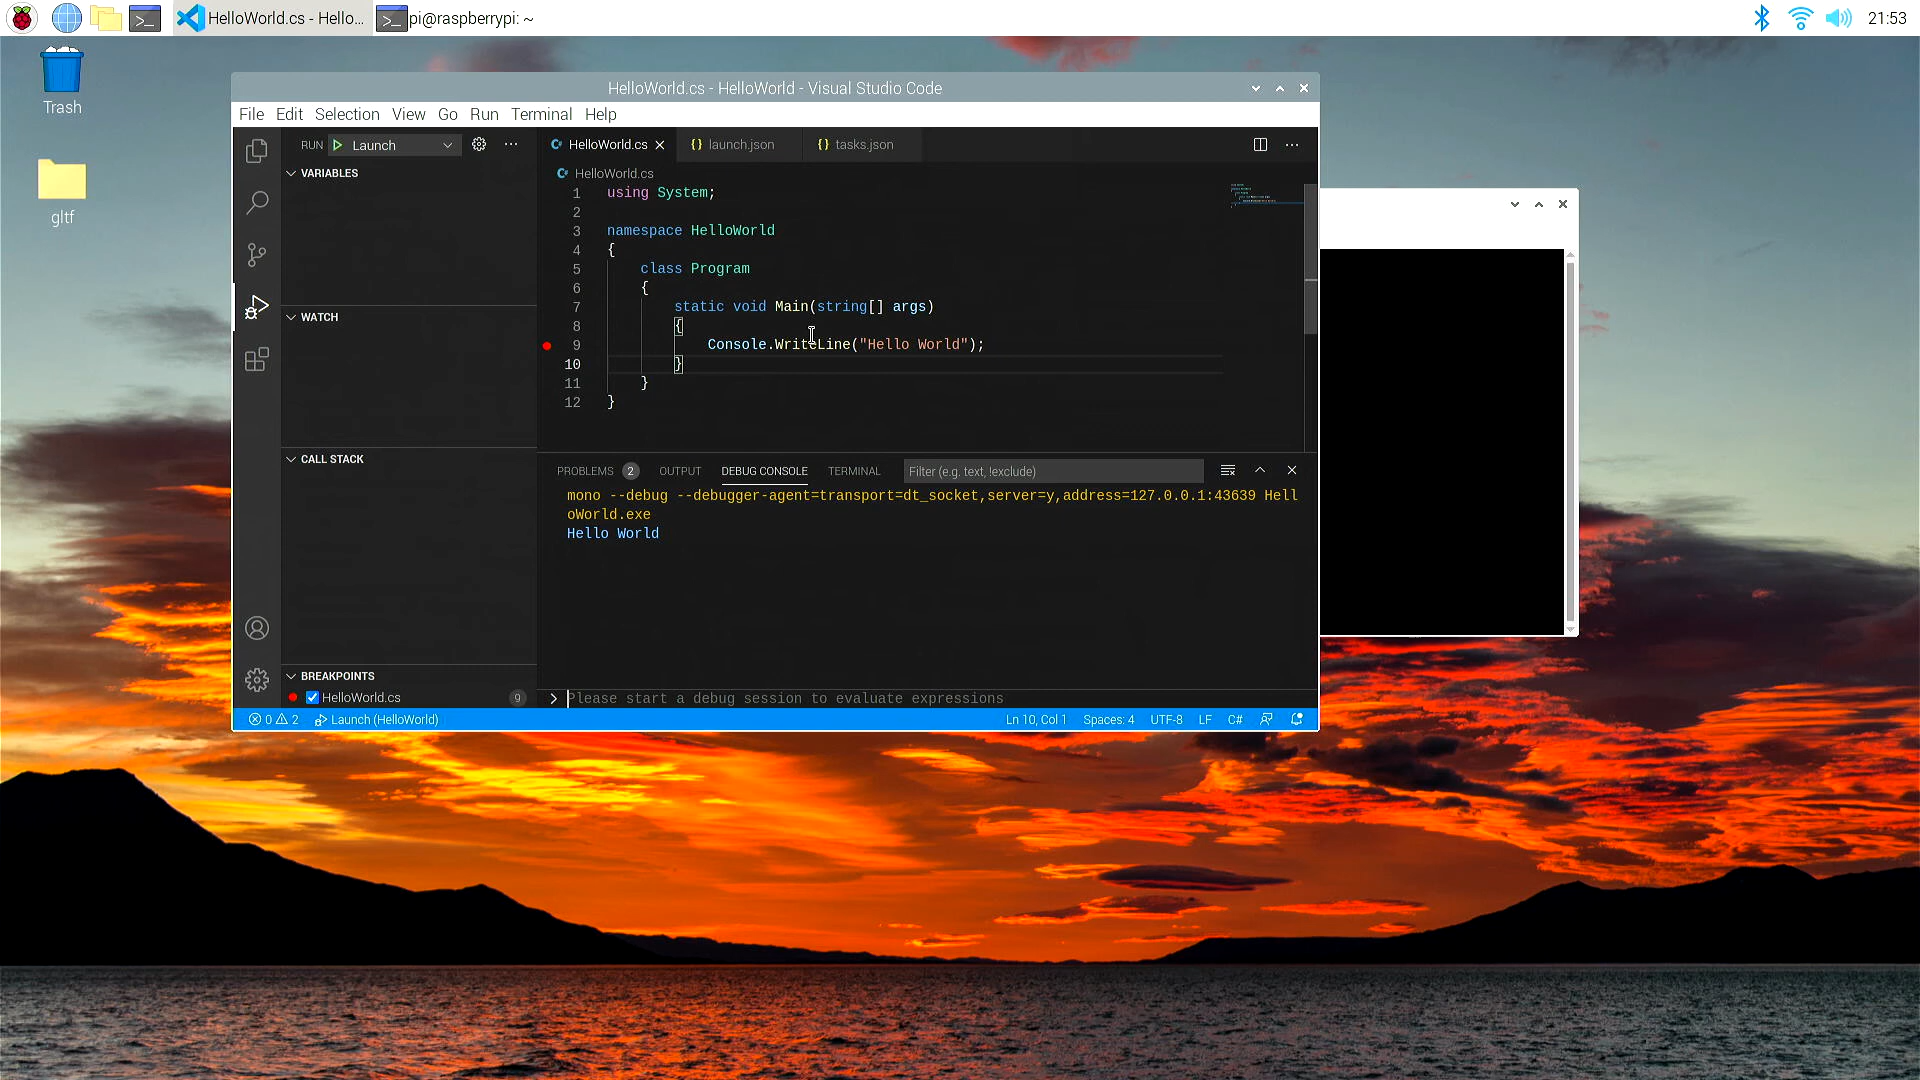 HelloWorld.cs - Hello...
pi@raspberrypi: ~
21:53
Trash
gltf
HelloWorld.cs - HelloWorld - Visual Studio Code
File Edit Selection View Go Run Terminal Help
RUN Launch
HelloWorld.cs
{} launch.json
{} tasks.json
VARIABLES
HelloWorld.cs
1 using System;
2
3 namespace HelloWorld
4 {
5 class Program
6 {
7 static void Main(string[] args)
8 {
9 Console.WriteLine("Hello World");
10 }
11 }
12 }
WATCH
CALL STACK
PROBLEMS 2 OUTPUT DEBUG CONSOLE TERMINAL Filter (e.g. text, !exclude)
mono --debug --debugger-agent=transport=dt_socket,server=y,address=127.0.0.1:43639 Hell
oWorld.exe
Hello World
BREAKPOINTS
HelloWorld.cs 9
> Please start a debug session to evaluate expressions
0 2 Launch (HelloWorld) Ln 10, Col 1 Spaces: 4 UTF-8 LF C#